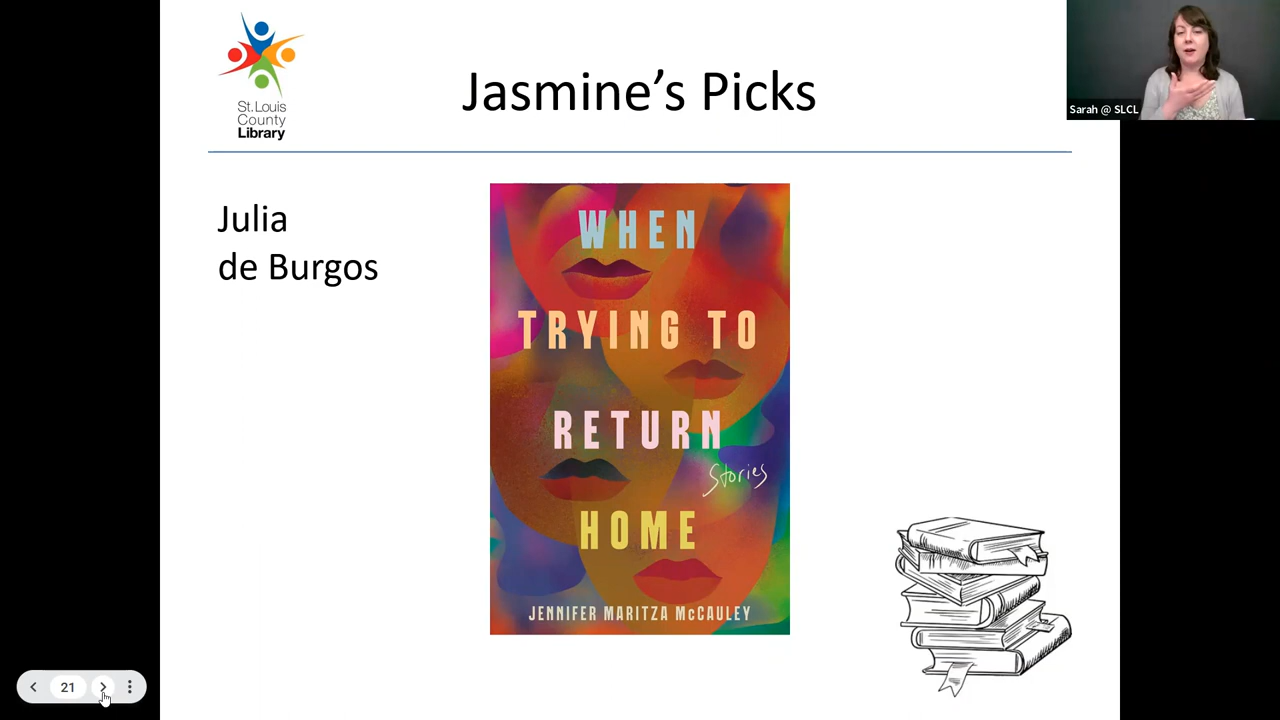 St.Louis
County
Library
Jasmine's Picks
Sarah @ SLCL
Julia
de Burgos
WHEN
TRYING TO
RETURN
Stories
HOME
JENNIFER MARITZA McCAULEY
21